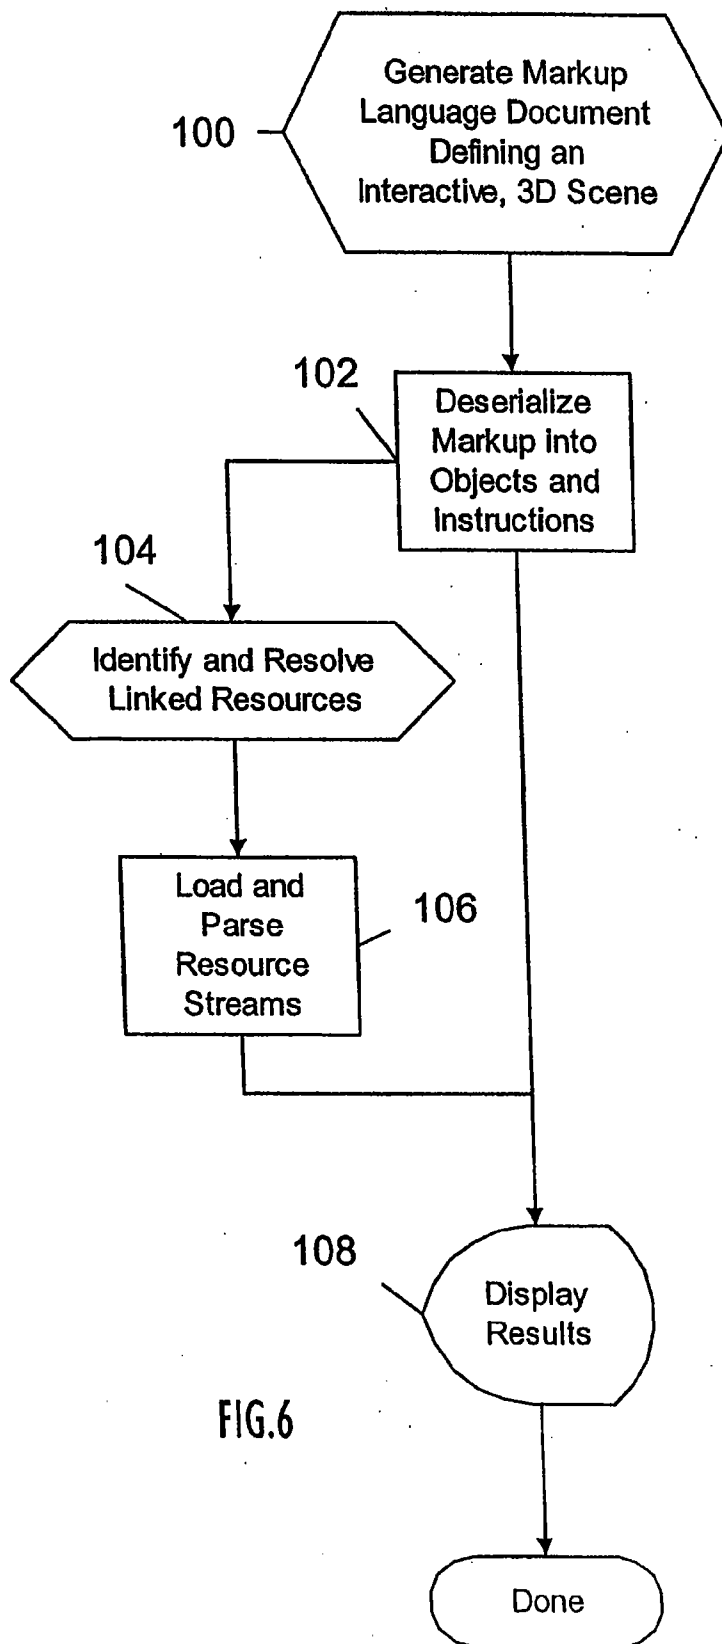 Generate Markup
Language Document
Defining an
Interactive, 3D Scene
100
102
Deserialize
Markup into
Objects and
Instructions
104
Identify and Resolve
Linked Resources
Load and
Parse
Resource
Streams
106
108
Display
Results
FIG.6
Done